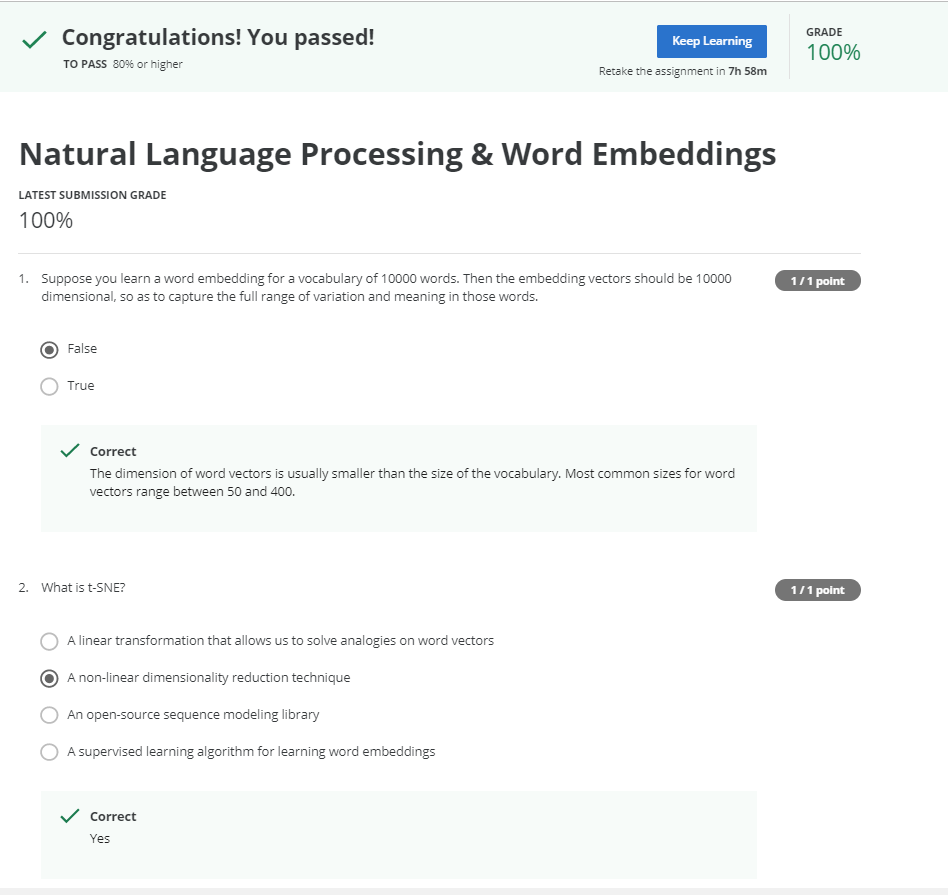 Congratulations! You passed!
TO PASS 80% or higher
Keep Learning
Retake the assignment in 7h 58m
GRADE
100%
Natural Language Processing & Word Embeddings
LATEST SUBMISSION GRADE
100%
1. Suppose you learn a word embedding for a vocabulary of 10000 words. Then the embedding vectors should be 10000
dimensional, so as to capture the full range of variation and meaning in those words.
1 / 1 point
False
True
Correct
The dimension of word vectors is usually smaller than the size of the vocabulary. Most common sizes for word
vectors range between 50 and 400.
2. What is t-SNE?
1 / 1 point
A linear transformation that allows us to solve analogies on word vectors
A non-linear dimensionality reduction technique
An open-source sequence modeling library
A supervised learning algorithm for learning word embeddings
Correct
Yes